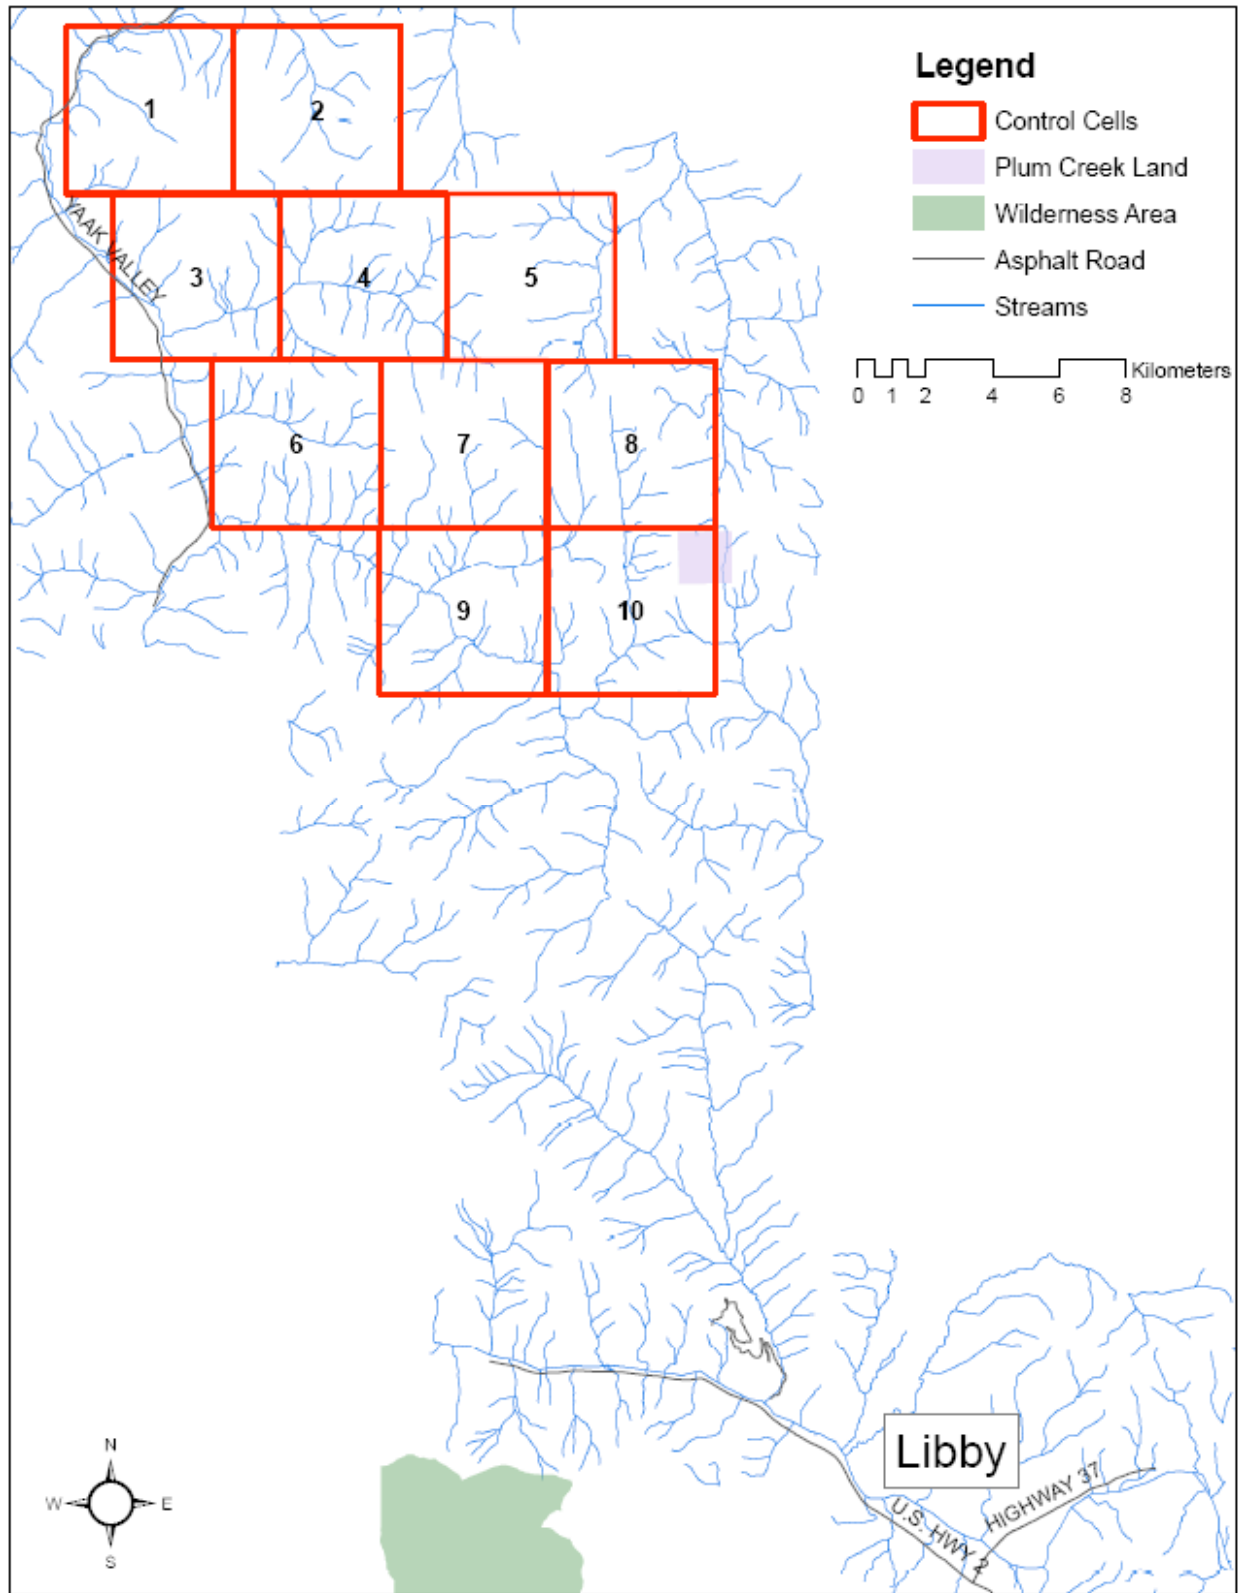 Legend
Control Cells
Plum Creek Land
Wilderness Area
Asphalt Road
Streams
Kilometers
0 1 2 4 6 8
1
2
YAAK VALLEY
3
4
5
6
7
8
9
10
Libby
HIGHWAY 37
U.S. HWY 2
N
W E
S